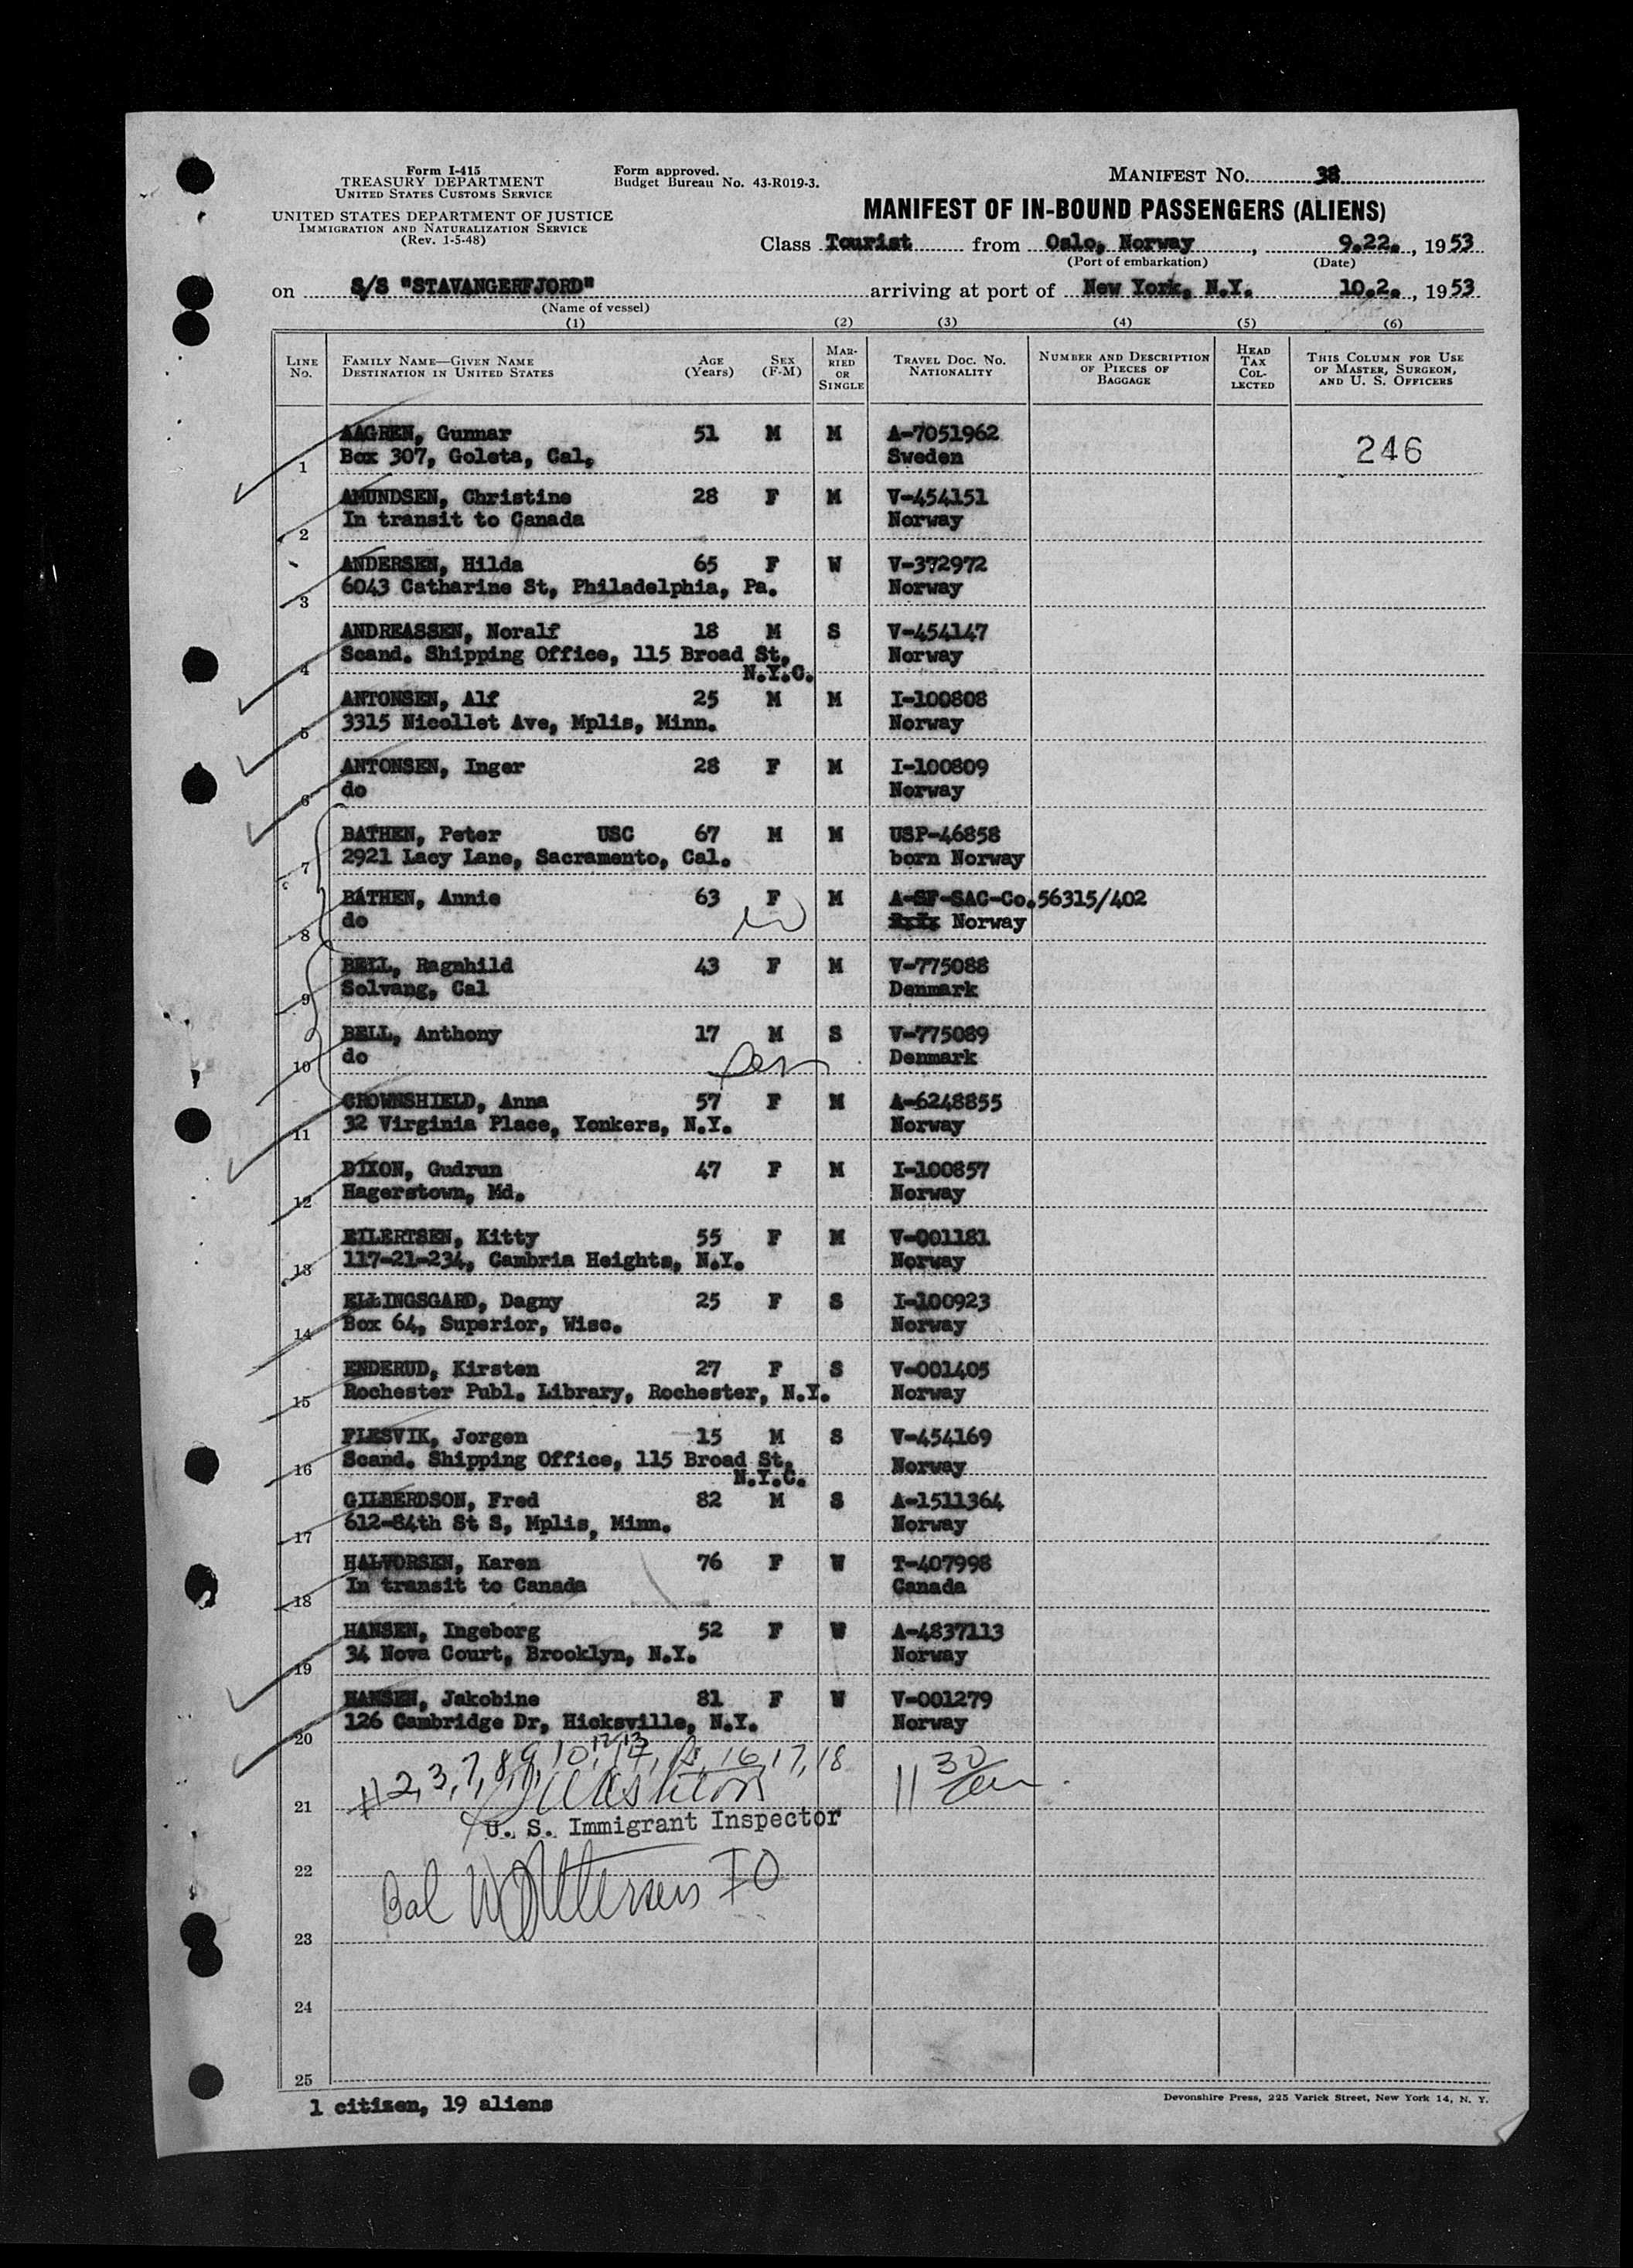 Form I-415
TREASURY DEPARTMENT
UNITED STATES CUSTOMS SERVICE
UNITED STATES DEPARTMENT OF JUSTICE
IMMIGRATION AND NATURALIZATION SERVICE
(Rev. 1-5-48)
Form approved.
Budget Bureau No. 43-R019-3.
MANIFEST No. 38
MANIFEST OF IN-BOUND PASSENGERS (ALIENS)
Class Tourist from Oslo, Norway, 9.22., 1953
(Port of embarkation) (Date)
on S/S "STAVANGERFJORD" arriving at port of New York, N.Y. 10.2., 1953
(Name of vessel)
(1) (2) (3) (4) (5) (6)
LINE No. FAMILY NAME—GIVEN NAME DESTINATION IN UNITED STATES AGE (Years) SEX (F-M) MARRIED OR SINGLE TRAVEL DOC. No. NATIONALITY NUMBER AND DESCRIPTION OF PIECES OF BAGGAGE HEAD TAX COLLECTED THIS COLUMN FOR USE OF MASTER, SURGEON, AND U. S. OFFICERS
AAGREN, Gunnar 51 M M A-7051962 246
1 Box 307, Goleta, Cal, Sweden
AMUNDSEN, Christine 28 F M V-454151
2 In transit to Canada Norway
ANDERSEN, Hilda 65 F W V-372972
3 6043 Catharine St, Philadelphia, Pa. Norway
ANDREASSEN, Noralf 18 M S V-454147
4 Scand. Shipping Office, 115 Broad St, Norway
N.Y.C.
ANTONSEN, Alf 25 M M I-100808
5 3315 Nicollet Ave, Mplis, Minn. Norway
ANTONSEN, Inger 28 F M I-100809
6 do Norway
BATHEN, Peter USC 67 M M USP-46858
7 2921 Lacy Lane, Sacramento, Cal. born Norway
BATHEN, Annie 63 F M A-SF-SAC-Co.56315/402
8 do Norway
BELL, Ragnhild 43 F M V-775088
9 Solvang, Cal Denmark
BELL, Anthony 17 M S V-775089
10 do Denmark
CROWNSHIELD, Anna 57 F M A-6248855
11 32 Virginia Place, Yonkers, N.Y. Norway
DIXON, Gudrun 47 F M I-100857
12 Hagerstown, Md. Norway
EILERTSEN, Kitty 55 F M V-001181
13 117-21-234, Cambria Heights, N.Y. Norway
ELLINGSGARD, Dagny 25 F S I-100923
14 Box 64, Superior, Wisc. Norway
ENDERUD, Kirsten 27 F S V-001405
15 Rochester Publ. Library, Rochester, N.Y. Norway
FLESVIK, Jorgen 15 M S V-454169
16 Scand. Shipping Office, 115 Broad St, Norway
N.Y.C.
GILBERDSON, Fred 82 M S A-1511364
17 612-84th St S, Mplis, Minn. Norway
HALVORSEN, Karen 76 F W T-407998
18 In transit to Canada Canada
HANSEN, Ingeborg 52 F W A-4837113
19 34 Nova Court, Brooklyn, N.Y. Norway
HANSEN, Jakobine 81 F W V-001279
20 126 Cambridge Dr, Hicksville, N.Y. Norway
#2,3,7,8,9,10,12,13, 16,17,18 11 30
21
U. S. Immigrant Inspector
22 Bal IO
23
24
25
1 citizen, 19 aliens
Devonshire Press, 225 Varick Street, New York 14, N. Y.